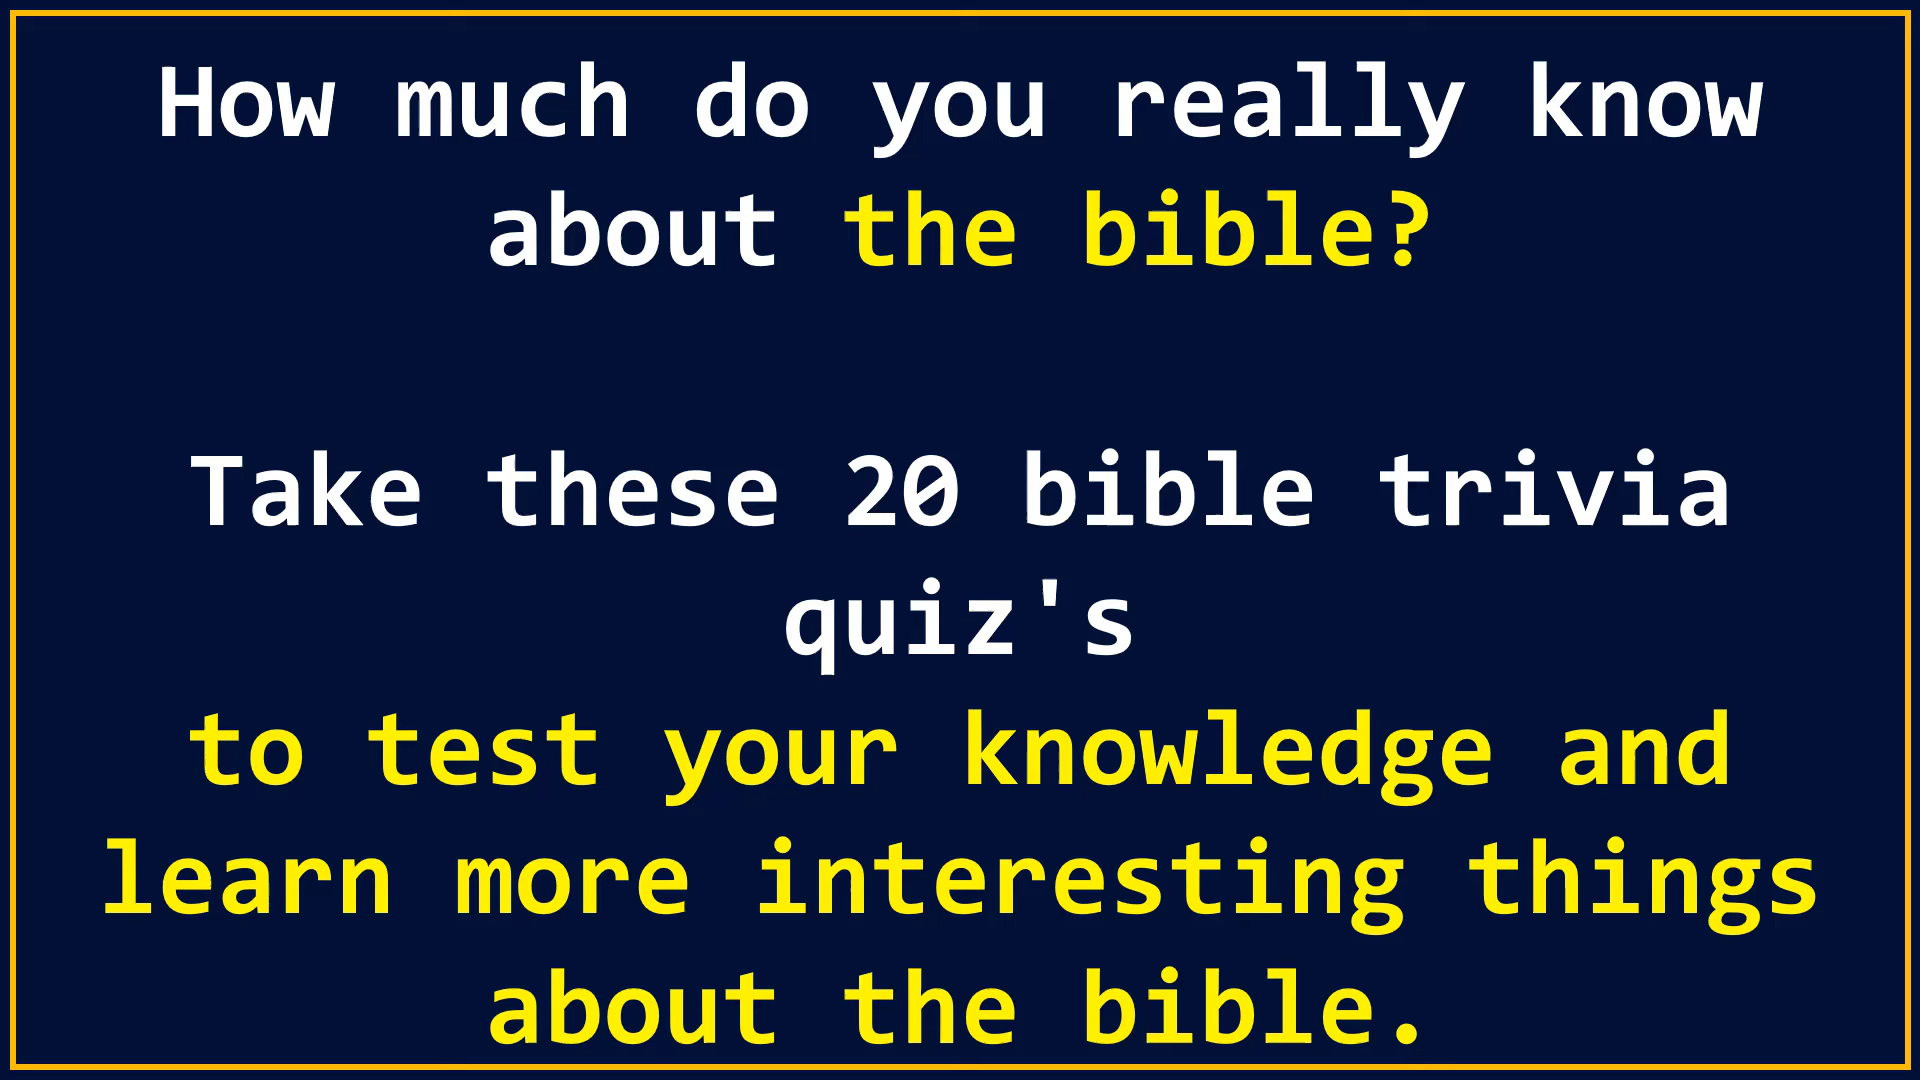 How much do you really know
about the bible?
Take these 20 bible trivia
quiz's
to test your knowledge and
learn more interesting things
about the bible.